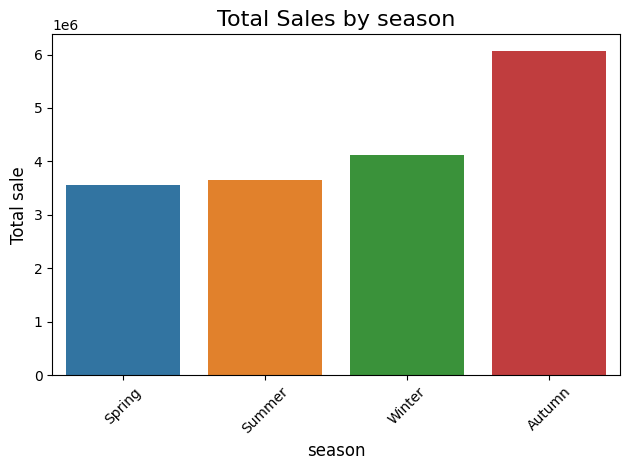 Total Sales by season
1e6
6
5
4
3
2
1
0
Total sale
Spring
Summer
Winter
Autumn
season